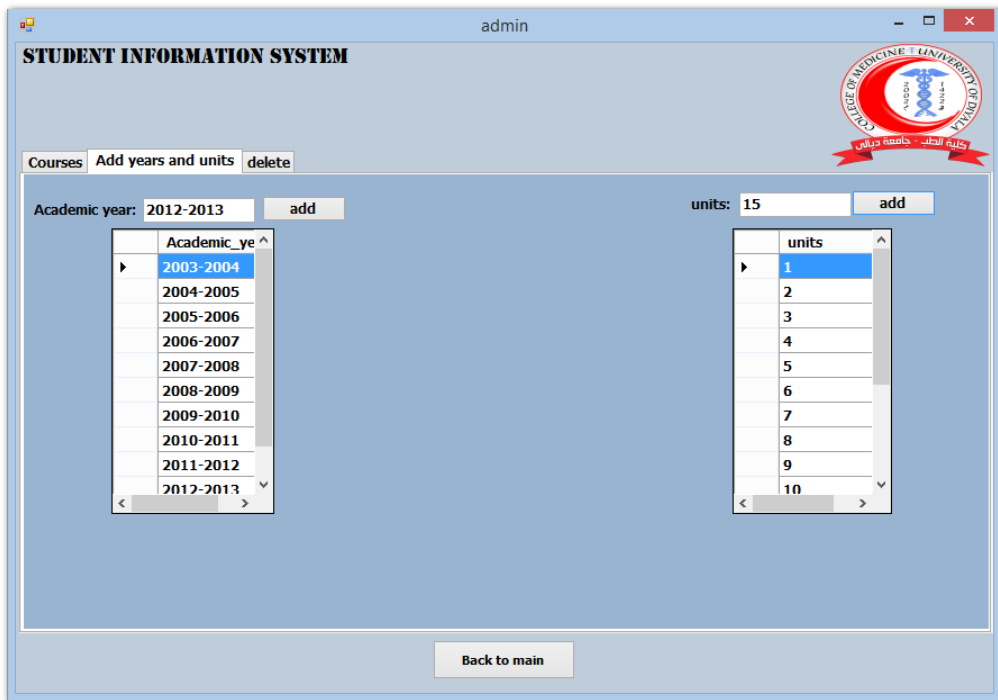 admin
STUDENT INFORMATION SYSTEM
COLLEGE OF MEDICINE UNIVERSITY OF DIYALA
كلية الطب - جامعة ديالى
Courses Add years and units delete
Academic year: 2012-2013 add
units: 15 add
Academic_ye
2003-2004
2004-2005
2005-2006
2006-2007
2007-2008
2008-2009
2009-2010
2010-2011
2011-2012
2012-2013
units
1
2
3
4
5
6
7
8
9
10
Back to main